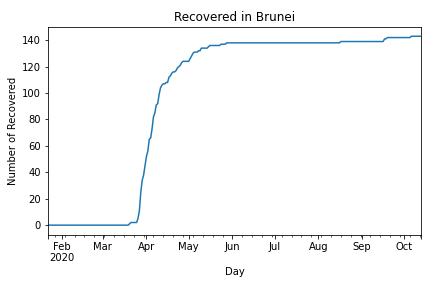 Recovered in Brunei
Number of Recovered
140
120
100
80
60
40
20
0
Feb Mar Apr May Jun Jul Aug Sep Oct
2020
Day